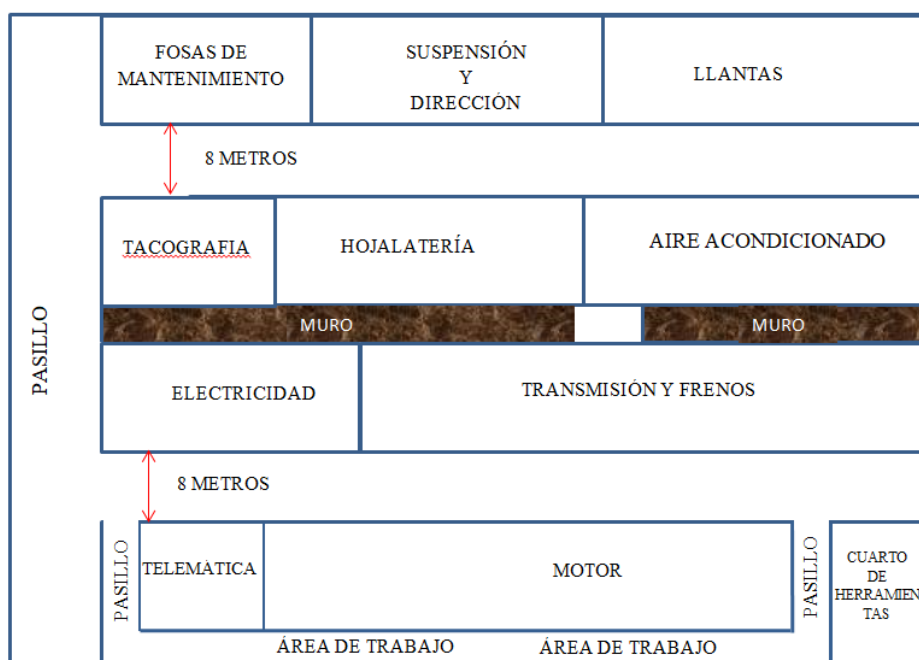 FOSAS DE
MANTENIMIENTO
SUSPENSIÓN
Y
DIRECCIÓN
LLANTAS
8 METROS
TACOGRAFIA
HOJALATERÍA
AIRE ACONDICIONADO
PASILLO
MURO
MURO
ELECTRICIDAD
TRANSMISIÓN Y FRENOS
8 METROS
PASILLO
TELEMÀTICA
MOTOR
PASILLO
CUARTO
DE
HERRAMIEN
TAS
ÁREA DE TRABAJO
ÁREA DE TRABAJO